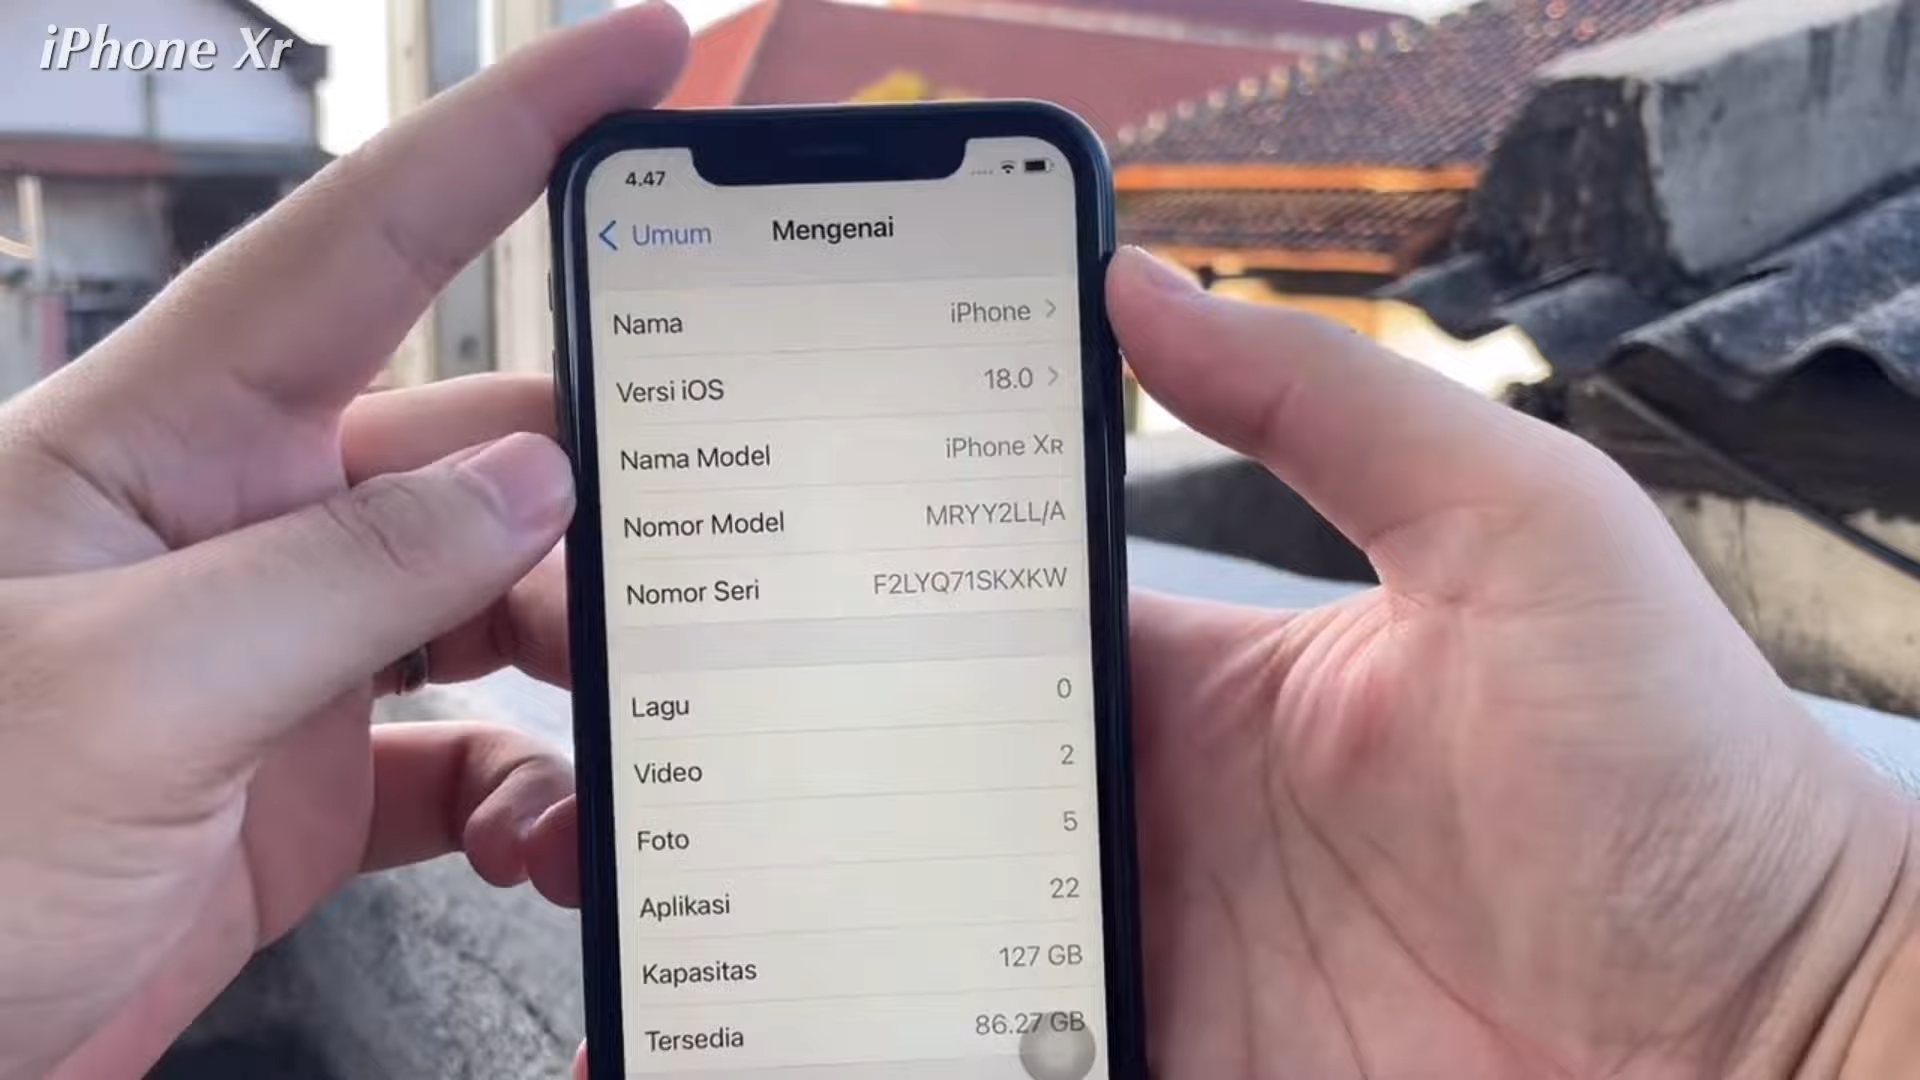 iPhone Xr
4.47
Umum
Mengenai
Nama iPhone
Versi iOS 18.0
Nama Model iPhone XR
Nomor Model MRYY2LL/A
Nomor Seri F2LYQ71SKXKW
Lagu 0
Video 2
Foto 5
Aplikasi 22
Kapasitas 127 GB
Tersedia 86.27 GB